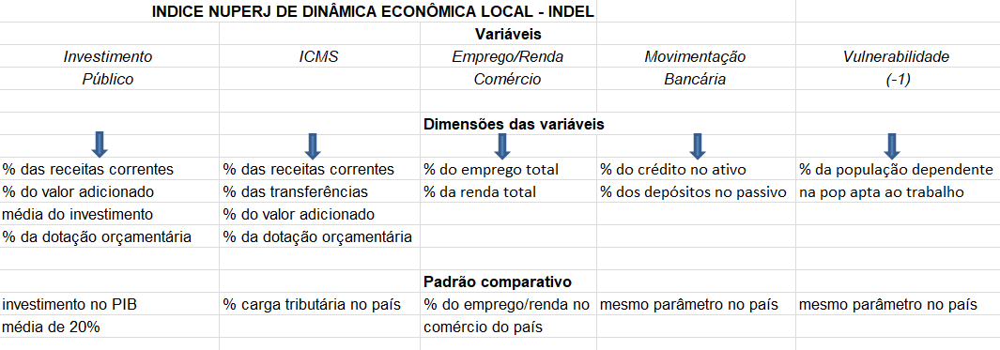 INDICE NUPERJ DE DINÂMICA ECONÔMICA LOCAL - INDEL
Variáveis
Investimento ICMS Emprego/Renda Movimentação Vulnerabilidade
Público Comércio Bancária (-1)
Dimensões das variáveis
% das receitas correntes % das receitas correntes % do emprego total % do crédito no ativo % da população dependente
% do valor adicionado % das transferências % da renda total % dos depósitos no passivo na pop apta ao trabalho
média do investimento % do valor adicionado
% da dotação orçamentária % da dotação orçamentária
Padrão comparativo
investimento no PIB % carga tributária no país % do emprego/renda no mesmo parâmetro no país mesmo parâmetro no país
média de 20% comércio do país